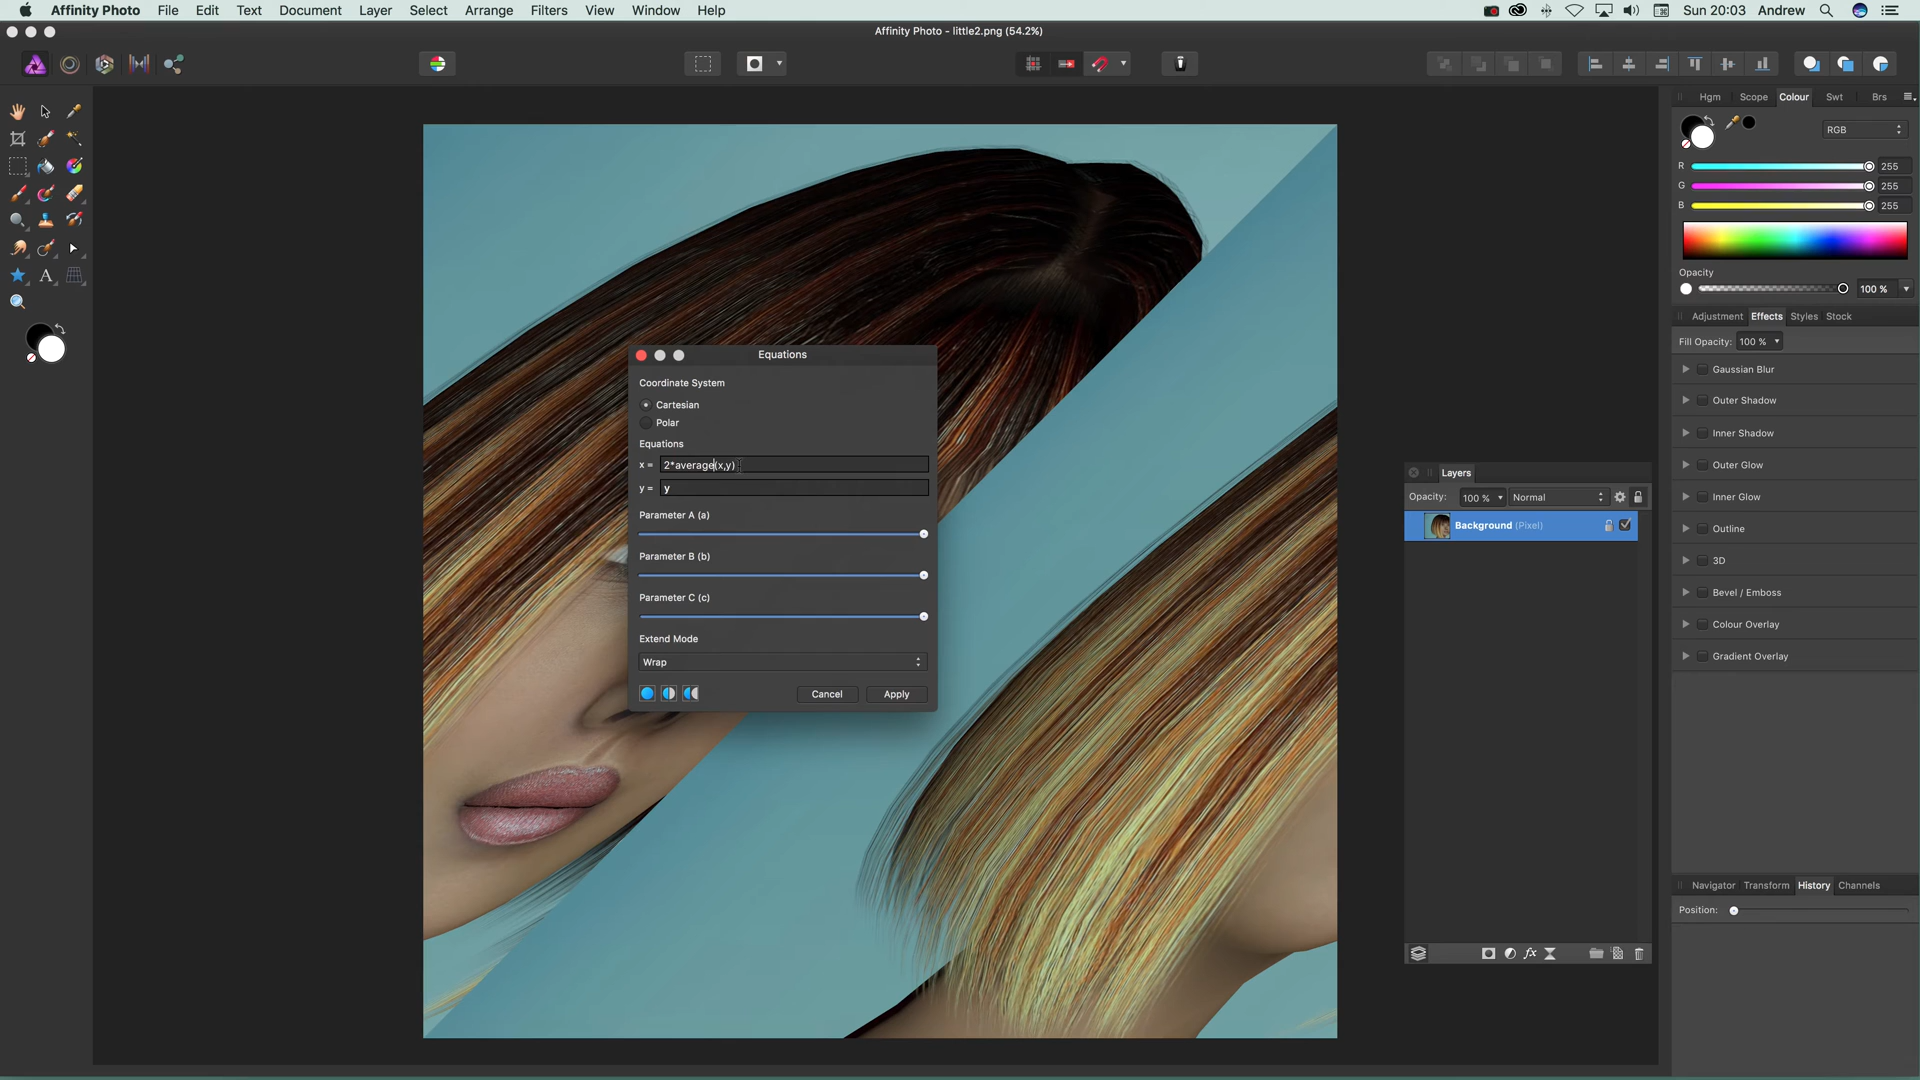 Affinity Photo File Edit Text Document Layer Select Arrange Filters View Window Help Sun 20:03 Andrew
Affinity Photo - little2.png (54.2%)
Hgm Scope Colour Swt Brs
RGB
R 255
G 255
B 255
Opacity
100 %
Adjustment Effects Styles Stock
Fill Opacity: 100 %
Gaussian Blur
Outer Shadow
Inner Shadow
Outer Glow
Inner Glow
Outline
3D
Bevel / Emboss
Colour Overlay
Gradient Overlay
Navigator Transform History Channels
Position:
Layers
Opacity: 100 % Normal
Background (Pixel)
Equations
Coordinate System
Cartesian
Polar
Equations
x = 2*average(x,y)
y = y
Parameter A (a)
Parameter B (b)
Parameter C (c)
Extend Mode
Wrap
Cancel Apply